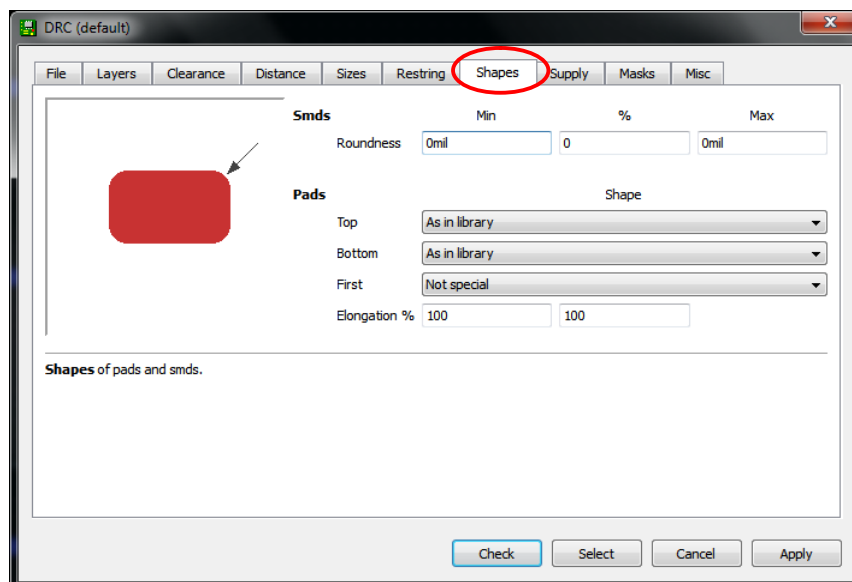 DRC (default)
File Layers Clearance Distance Sizes Restring Shapes Supply Masks Misc
Smds Min % Max
Roundness 0mil 0 0mil
Pads Shape
Top As in library
Bottom As in library
First Not special
Elongation % 100 100
Shapes of pads and smds.
Check Select Cancel Apply